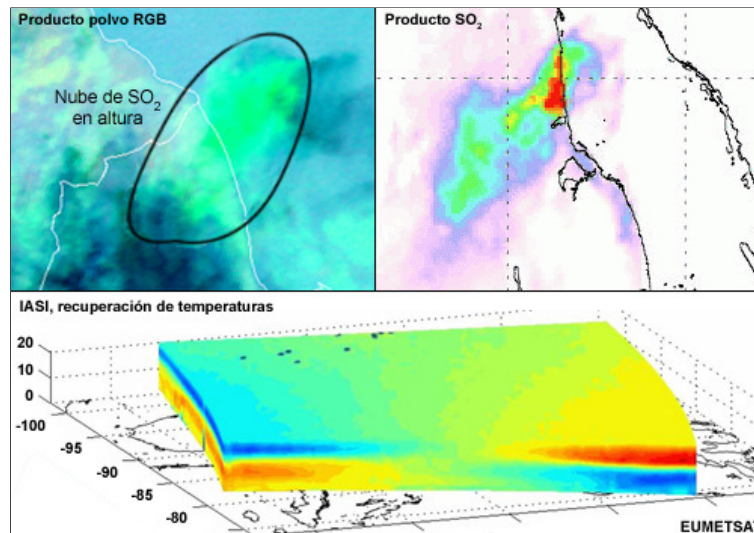 Producto polvo RGB
Nube de SO₂
en altura
Producto SO₂
IASI, recuperación de temperaturas
20
10
0
-100
-95
-90
-85
-80
EUMETSAT